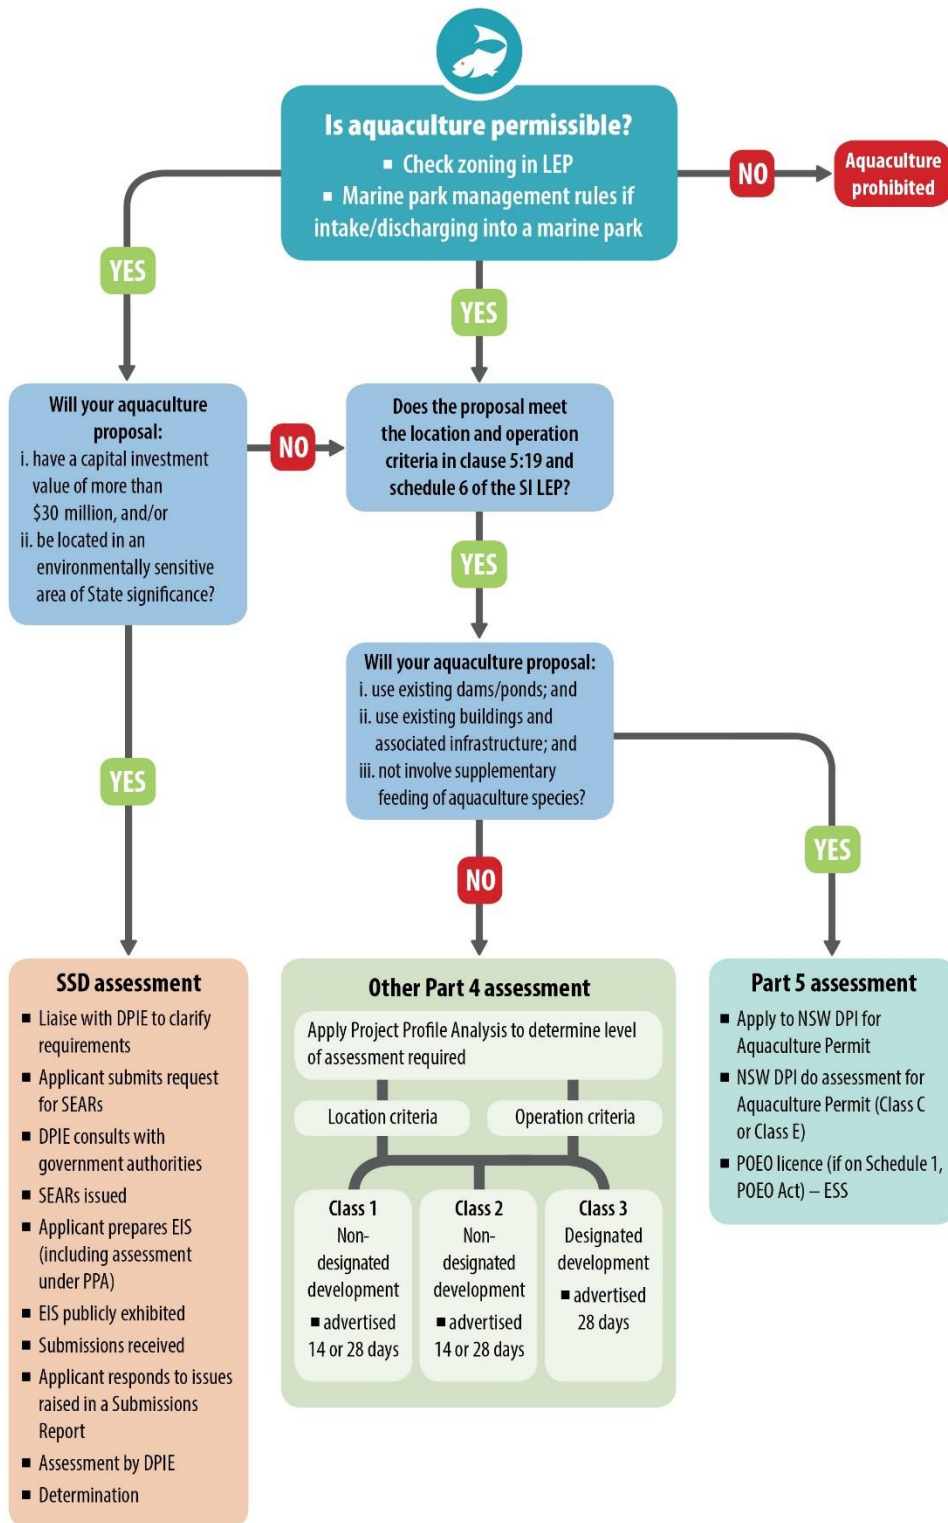 Is aquaculture permissible?
▪ Check zoning in LEP
▪ Marine park management rules if
intake/discharging into a marine park
NO
Aquaculture
prohibited
YES
YES
Will your aquaculture
proposal:
i. have a capital investment
value of more than
$30 million, and/or
ii. be located in an
environmentally sensitive
area of State significance?
NO
Does the proposal meet
the location and operation
criteria in clause 5:19 and
schedule 6 of the SI LEP?
YES
YES
Will your aquaculture proposal:
i. use existing dams/ponds; and
ii. use existing buildings and
associated infrastructure; and
iii. not involve supplementary
feeding of aquaculture species?
NO
YES
SSD assessment
▪ Liaise with DPIE to clarify
requirements
▪ Applicant submits request
for SEARs
▪ DPIE consults with
government authorities
▪ SEARs issued
▪ Applicant prepares EIS
(including assessment
under PPA)
▪ EIS publicly exhibited
▪ Submissions received
▪ Applicant responds to issues
raised in a Submissions
Report
▪ Assessment by DPIE
▪ Determination
Other Part 4 assessment
Apply Project Profile Analysis to determine level
of assessment required
Location criteria
Operation criteria
Class 1
Non-
designated
development
▪ advertised
14 or 28 days
Class 2
Non-
designated
development
▪ advertised
14 or 28 days
Class 3
Designated
development
▪ advertised
28 days
Part 5 assessment
▪ Apply to NSW DPI for
Aquaculture Permit
▪ NSW DPI do assessment for
Aquaculture Permit (Class C
or Class E)
▪ POEO licence (if on Schedule 1,
POEO Act) – ESS